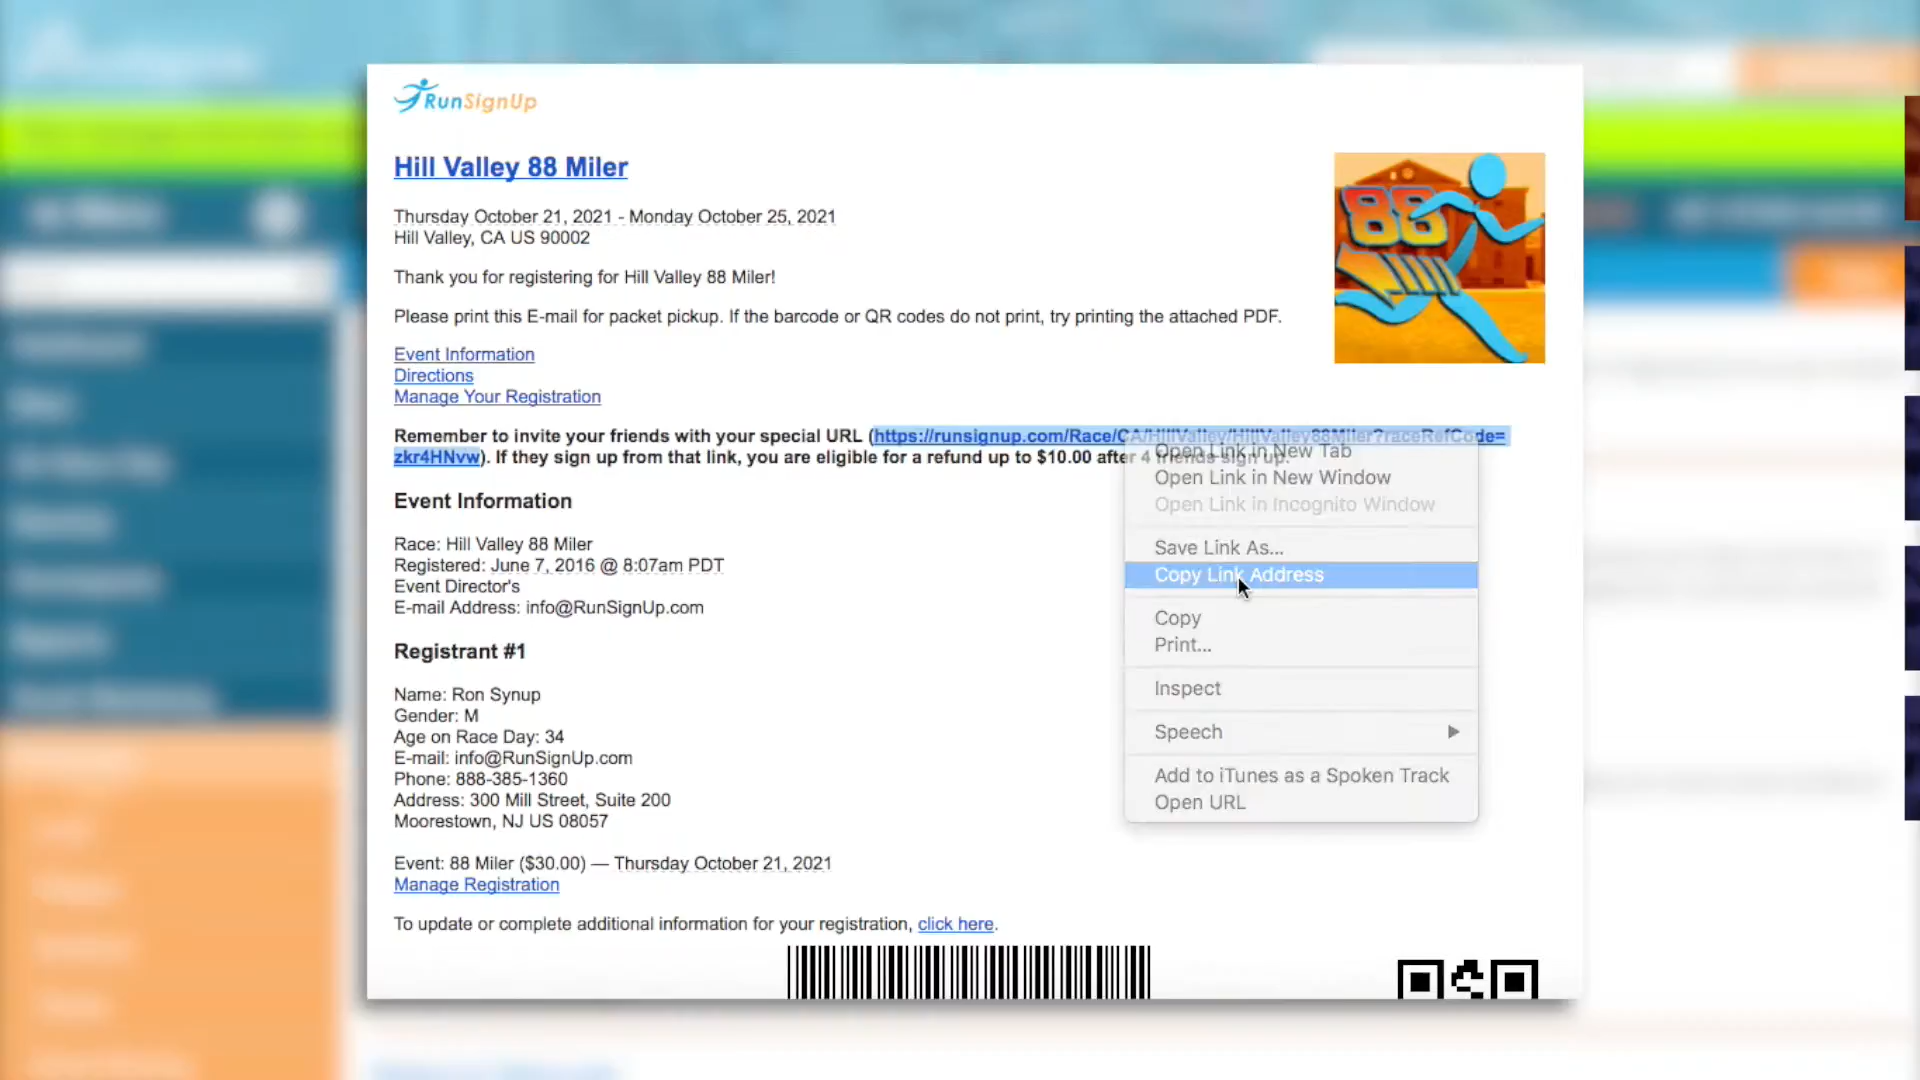 RunSignUp
Hill Valley 88 Miler
88
Thursday October 21, 2021 - Monday October 25, 2021
Hill Valley, CA US 90002
Thank you for registering for Hill Valley 88 Miler!
Please print this E-mail for packet pickup. If the barcode or QR codes do not print, try printing the attached PDF.
Event Information
Directions
Manage Your Registration
Remember to invite your friends with your special URL (https://runsignup.com/Race/CA/HillValley/HillValley88Miler?raceRefCode=
zkr4HNvw). If they sign up from that link, you are eligible for a refund up to $10.00 after 4 friends sign up.
Open Link in New Tab
Open Link in New Window
Open Link in Incognito Window
Save Link As...
Copy Link Address
Copy
Print...
Inspect
Speech
Add to iTunes as a Spoken Track
Open URL
Event Information
Race: Hill Valley 88 Miler
Registered: June 7, 2016 @ 8:07am PDT
Event Director's
E-mail Address: info@RunSignUp.com
Registrant #1
Name: Ron Synup
Gender: M
Age on Race Day: 34
E-mail: info@RunSignUp.com
Phone: 888-385-1360
Address: 300 Mill Street, Suite 200
Moorestown, NJ US 08057
Event: 88 Miler ($30.00) — Thursday October 21, 2021
Manage Registration
To update or complete additional information for your registration, click here.